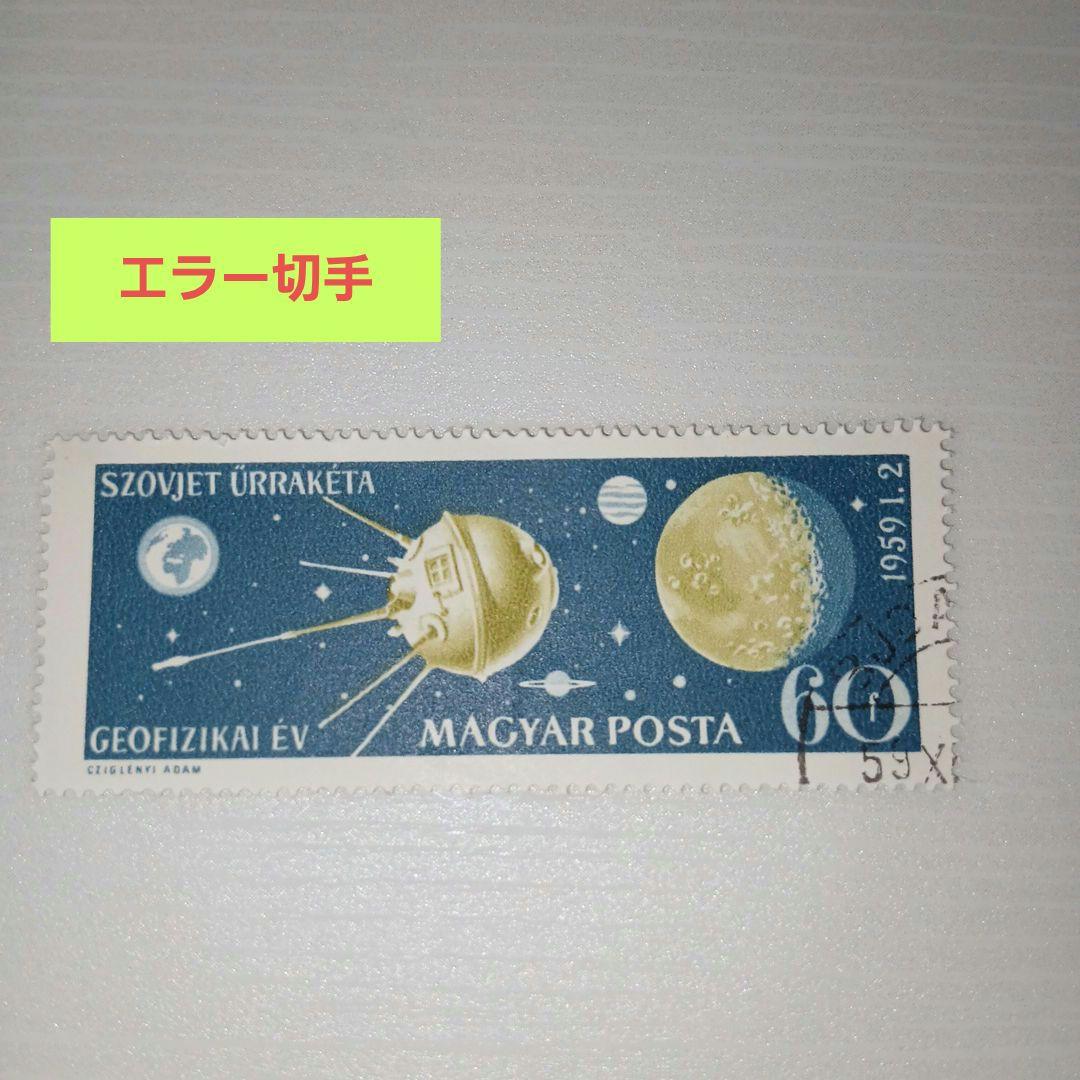 エラー切手
SZOVJET ŰRRAKÉTA
1959 I. 2
GEOFIZIKAI ÉV
MAGYAR POSTA
60 f
CZIGLÉNYI ÁDÁM
59 X